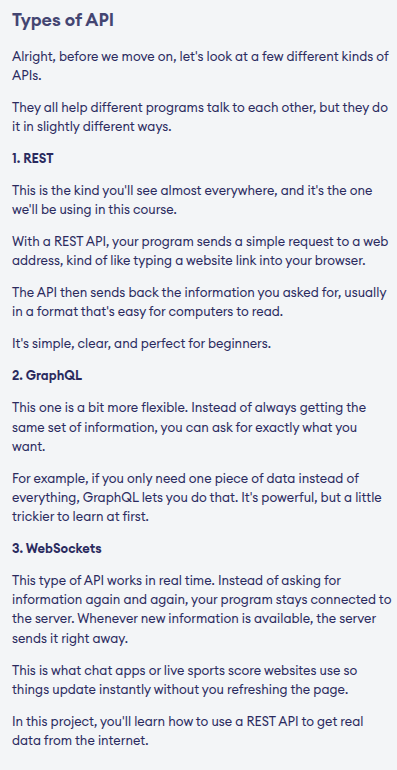 Types of API
Alright, before we move on, let's look at a few different kinds of
APIs.
They all help different programs talk to each other, but they do
it in slightly different ways.
1. REST
This is the kind you'll see almost everywhere, and it's the one
we'll be using in this course.
With a REST API, your program sends a simple request to a web
address, kind of like typing a website link into your browser.
The API then sends back the information you asked for, usually
in a format that's easy for computers to read.
It's simple, clear, and perfect for beginners.
2. GraphQL
This one is a bit more flexible. Instead of always getting the
same set of information, you can ask for exactly what you
want.
For example, if you only need one piece of data instead of
everything, GraphQL lets you do that. It's powerful, but a little
trickier to learn at first.
3. WebSockets
This type of API works in real time. Instead of asking for
information again and again, your program stays connected to
the server. Whenever new information is available, the server
sends it right away.
This is what chat apps or live sports score websites use so
things update instantly without you refreshing the page.
In this project, you'll learn how to use a REST API to get real
data from the internet.